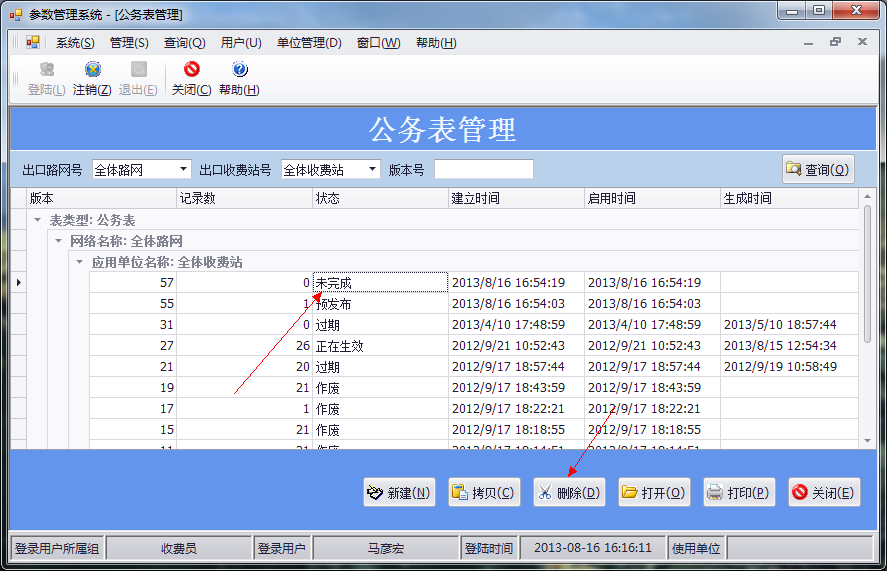 参数管理系统 - [公务表管理]
系统(S) 管理(S) 查询(Q) 用户(U) 单位管理(D) 窗口(W) 帮助(H)
登陆(L) 注销(Z) 退出(E) 关闭(C) 帮助(H)
公务表管理
出口路网号 全体路网 出口收费站号 全体收费站 版本号 查询(Q)
版本 记录数 状态 建立时间 启用时间 生成时间
表类型: 公务表
网络名称: 全体路网
应用单位名称: 全体收费站
57 0 未完成 2013/8/16 16:54:19 2013/8/16 16:54:19
55 1 预发布 2013/8/16 16:54:03 2013/8/16 16:54:03
31 0 过期 2013/4/10 17:48:59 2013/4/10 17:48:59 2013/5/10 18:57:44
27 26 正在生效 2012/9/21 10:52:43 2012/9/21 10:52:43 2013/8/15 12:54:34
21 20 过期 2012/9/17 18:57:44 2012/9/17 18:57:44 2012/9/19 10:58:49
19 21 作废 2012/9/17 18:43:59 2012/9/17 18:43:59
17 1 作废 2012/9/17 18:22:21 2012/9/17 18:22:21
15 21 作废 2012/9/17 18:18:55 2012/9/17 18:18:55
11 21 作废 2012/9/17 18:14:51 2012/9/17 18:14:51
新建(N) 拷贝(C) 删除(D) 打开(O) 打印(P) 关闭(E)
登录用户所属组 收费员 登录用户 马彦宏 登陆时间 2013-08-16 16:16:11 使用单位